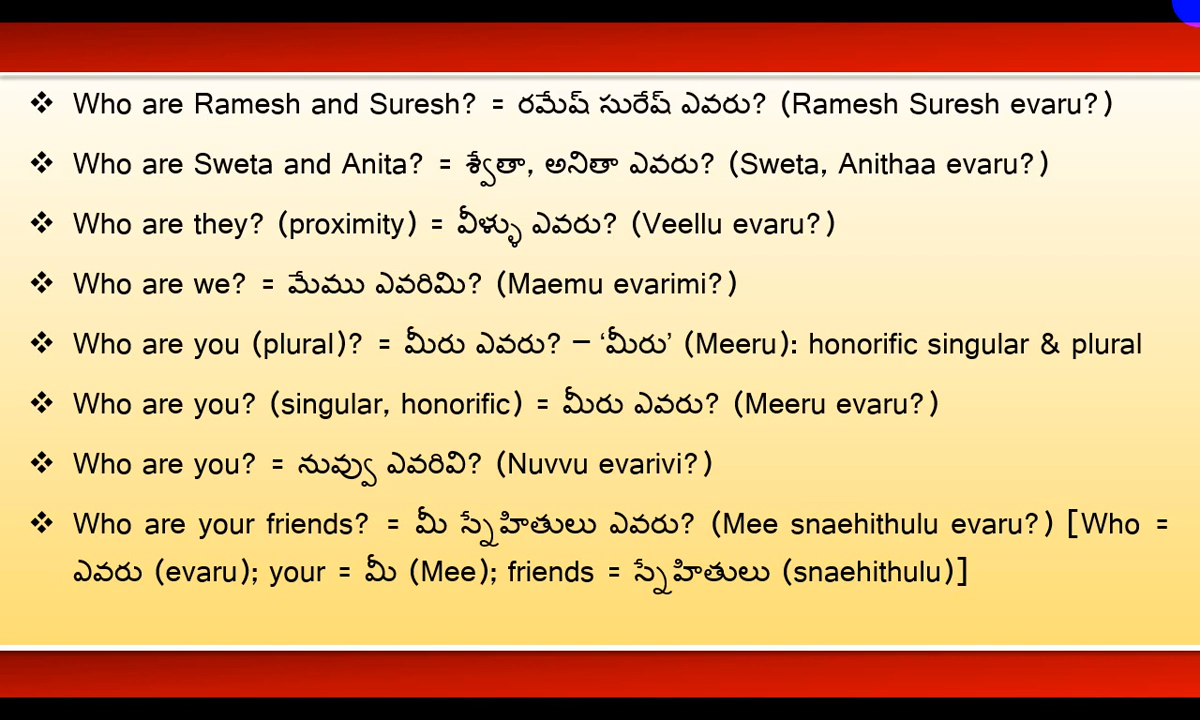 ❖ Who are Ramesh and Suresh? = రమేష్ సురేష్ ఎవరు? (Ramesh Suresh evaru?)
❖ Who are Sweta and Anita? = శ్వేతా, అనితా ఎవరు? (Sweta, Anithaa evaru?)
❖ Who are they? (proximity) = వీళ్ళు ఎవరు? (Veellu evaru?)
❖ Who are we? = మేము ఎవరిమి? (Maemu evarimi?)
❖ Who are you (plural)? = మీరు ఎవరు? – ‘మీరు’ (Meeru): honorific singular & plural
❖ Who are you? (singular, honorific) = మీరు ఎవరు? (Meeru evaru?)
❖ Who are you? = నువ్వు ఎవరివి? (Nuvvu evarivi?)
❖ Who are your friends? = మీ స్నేహితులు ఎవరు? (Mee snaehithulu evaru?) [Who =
ఎవరు (evaru); your = మీ (Mee); friends = స్నేహితులు (snaehithulu)]